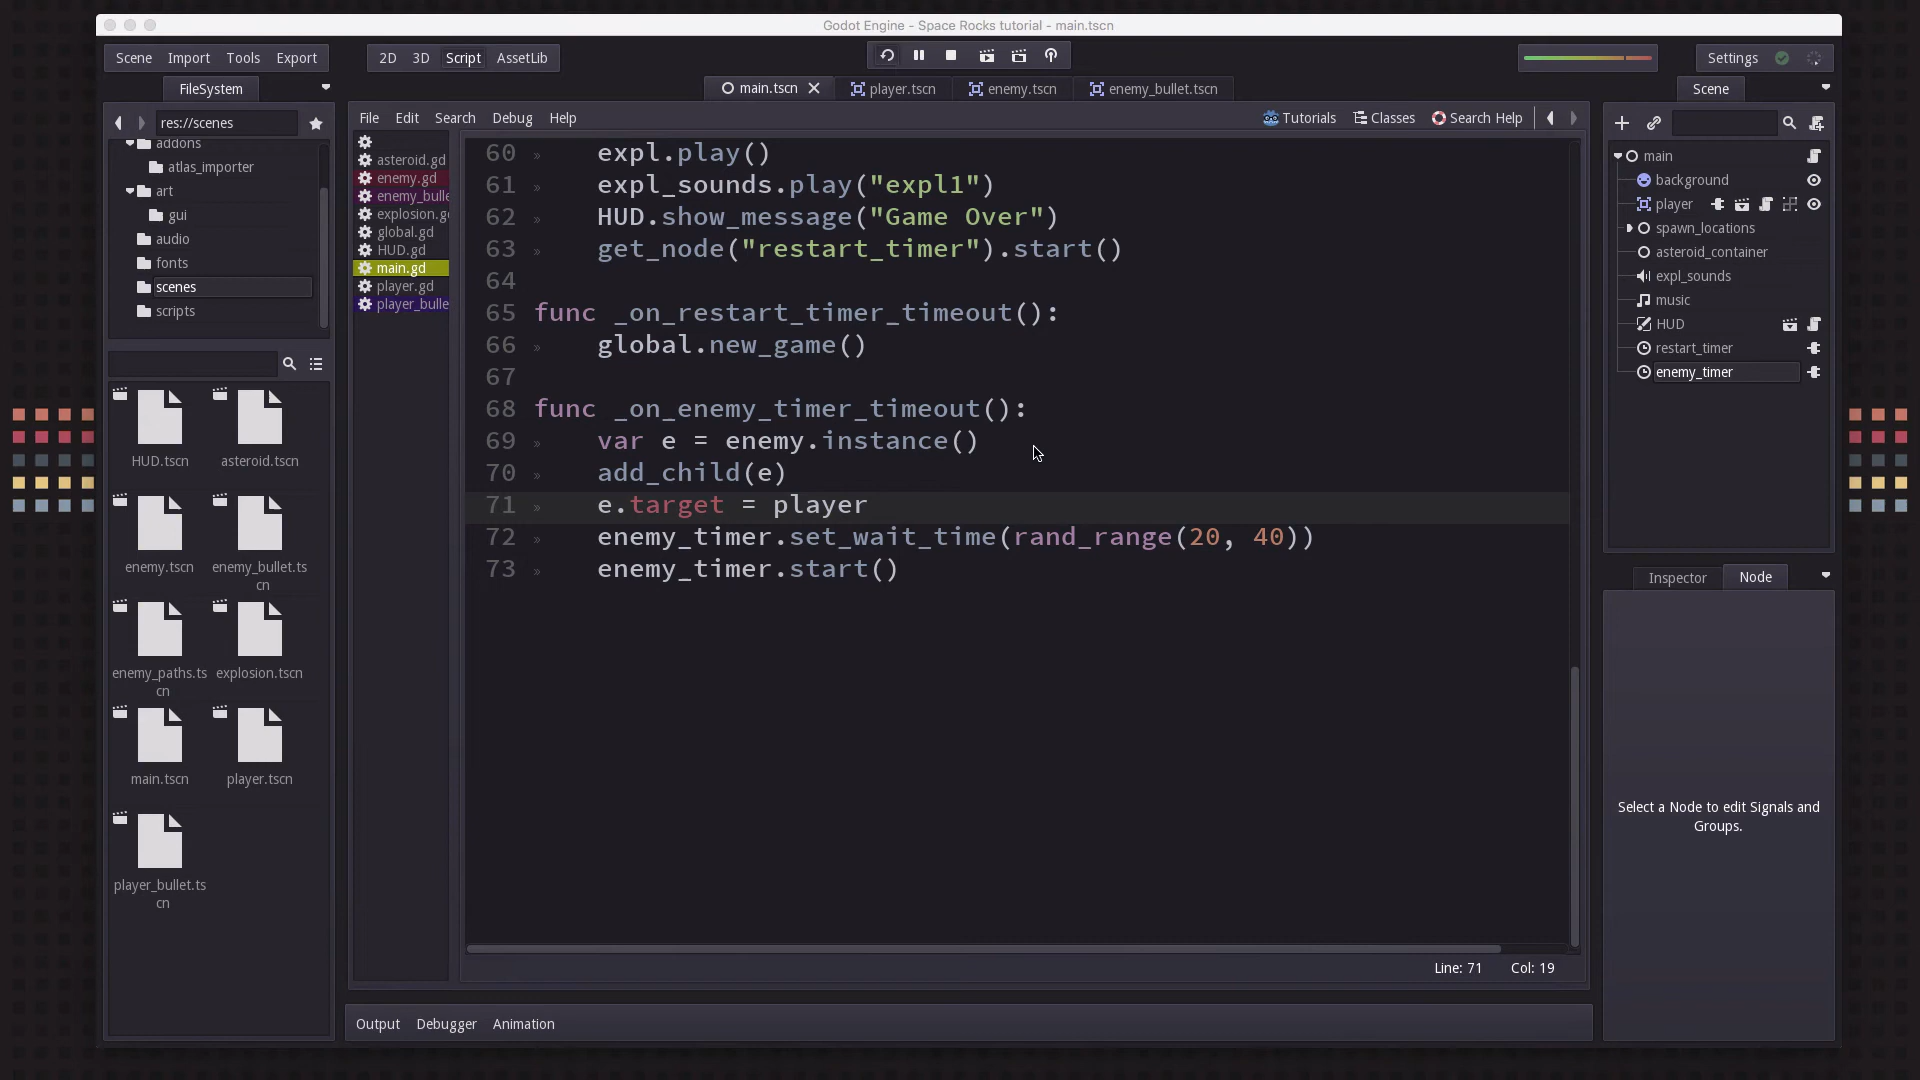 Godot Engine - Space Rocks tutorial - main.tscn
Scene Import Tools Export
2D 3D Script AssetLib
Settings
FileSystem
main.tscn
player.tscn
enemy.tscn
enemy_bullet.tscn
Scene
res://scenes
addons
atlas_importer
art
gui
audio
fonts
scenes
scripts
HUD.tscn
asteroid.tscn
enemy.tscn
enemy_bullet.ts
cn
enemy_paths.ts
cn
explosion.tscn
main.tscn
player.tscn
player_bullet.ts
cn
File Edit Search Debug Help
Tutorials Classes Search Help
asteroid.gd
enemy.gd
enemy_bulle
explosion.g
global.gd
HUD.gd
main.gd
player.gd
player_bulle
60 expl.play()
61 expl_sounds.play("expl1")
62 HUD.show_message("Game Over")
63 get_node("restart_timer").start()
64
65 func _on_restart_timer_timeout():
66 global.new_game()
67
68 func _on_enemy_timer_timeout():
69 var e = enemy.instance()
70 add_child(e)
71 e.target = player
72 enemy_timer.set_wait_time(rand_range(20, 40))
73 enemy_timer.start()
Line: 71 Col: 19
Output Debugger Animation
main
background
player
spawn_locations
asteroid_container
expl_sounds
music
HUD
restart_timer
enemy_timer
Inspector Node
Select a Node to edit Signals and
Groups.